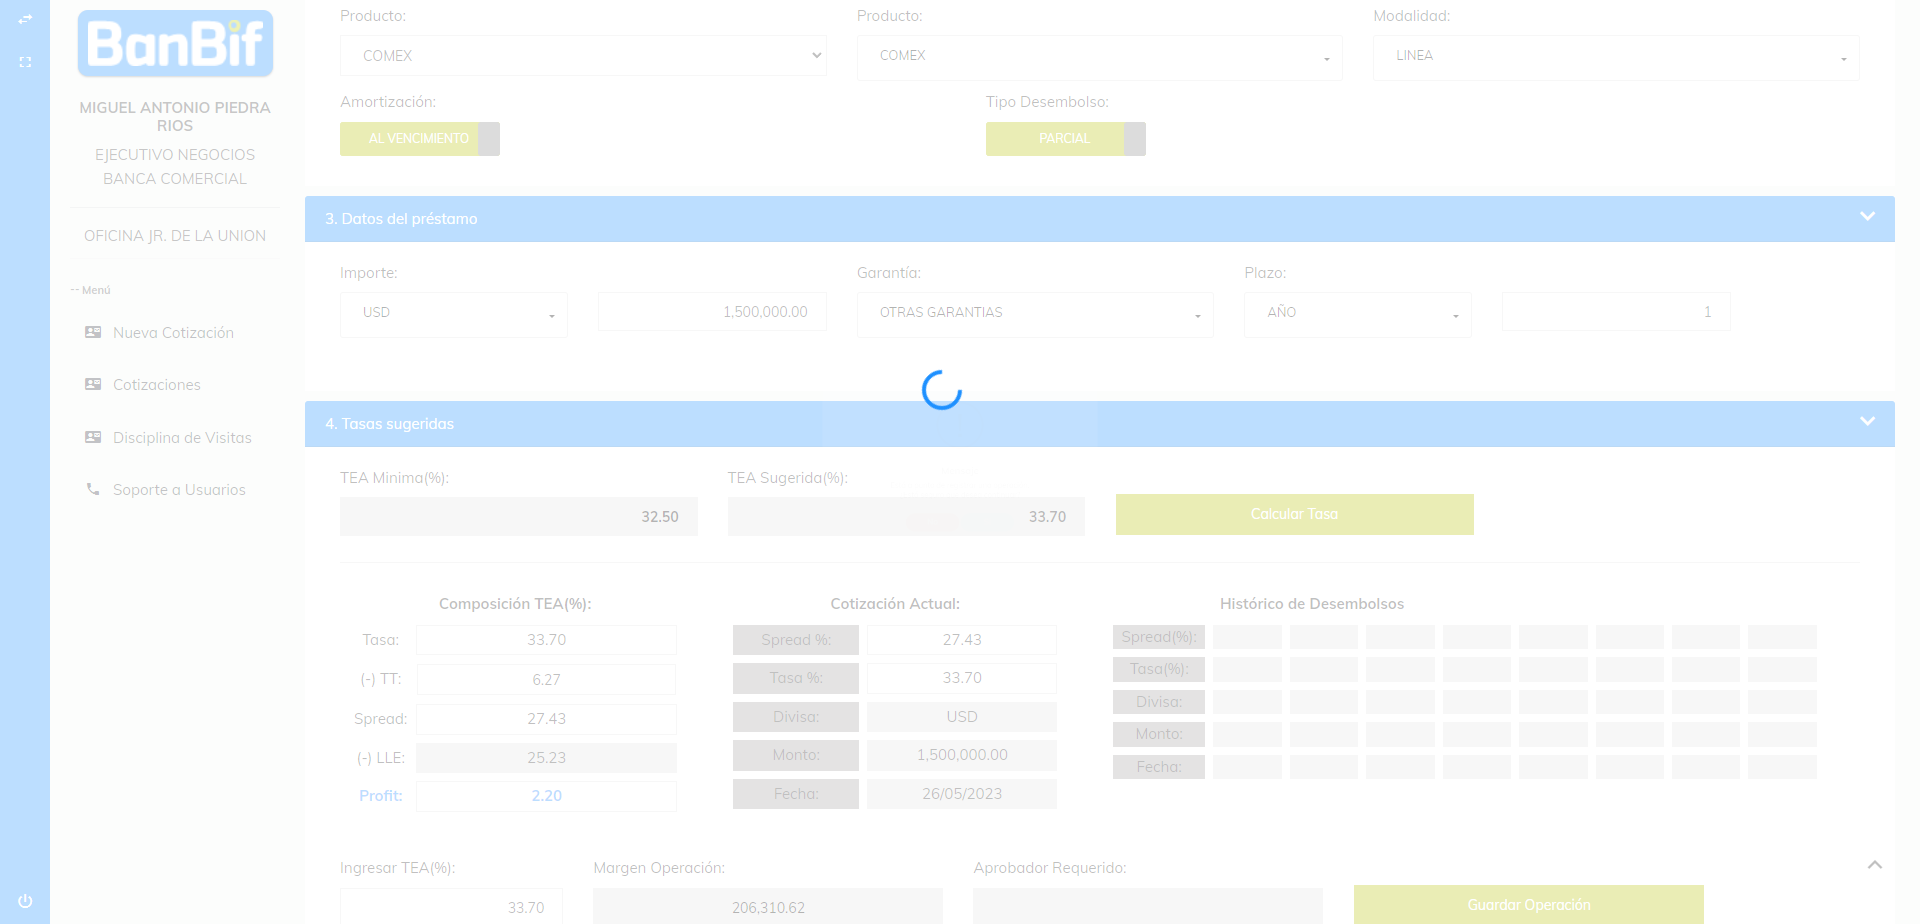 BanBif
MIGUEL ANTONIO PIEDRA
RIOS
EJECUTIVO NEGOCIOS
BANCA COMERCIAL
OFICINA JR. DE LA UNION
-- Menú
Nueva Cotización
Cotizaciones
Disciplina de Visitas
Soporte a Usuarios
Producto: Producto: Modalidad:
COMEX COMEX LINEA
Amortización: Tipo Desembolso:
AL VENCIMIENTO PARCIAL
3. Datos del préstamo
Importe: Garantía: Plazo:
USD 1,500,000.00 OTRAS GARANTIAS AÑO 1
4. Tasas sugeridas
TEA Minima(%): TEA Sugerida(%):
32.50 33.70 Calcular Tasa
Composición TEA(%): Cotización Actual: Histórico de Desembolsos
Tasa: 33.70 Spread %: 27.43 Spread(%):
(-) TT: 6.27 Tasa %: 33.70 Tasa(%):
Spread: 27.43 Divisa: USD Divisa:
(-) LLE: 25.23 Monto: 1,500,000.00 Monto:
Profit: 2.20 Fecha: 26/05/2023 Fecha:
Ingresar TEA(%): Margen Operación: Aprobador Requerido:
33.70 206,310.62 Guardar Operación